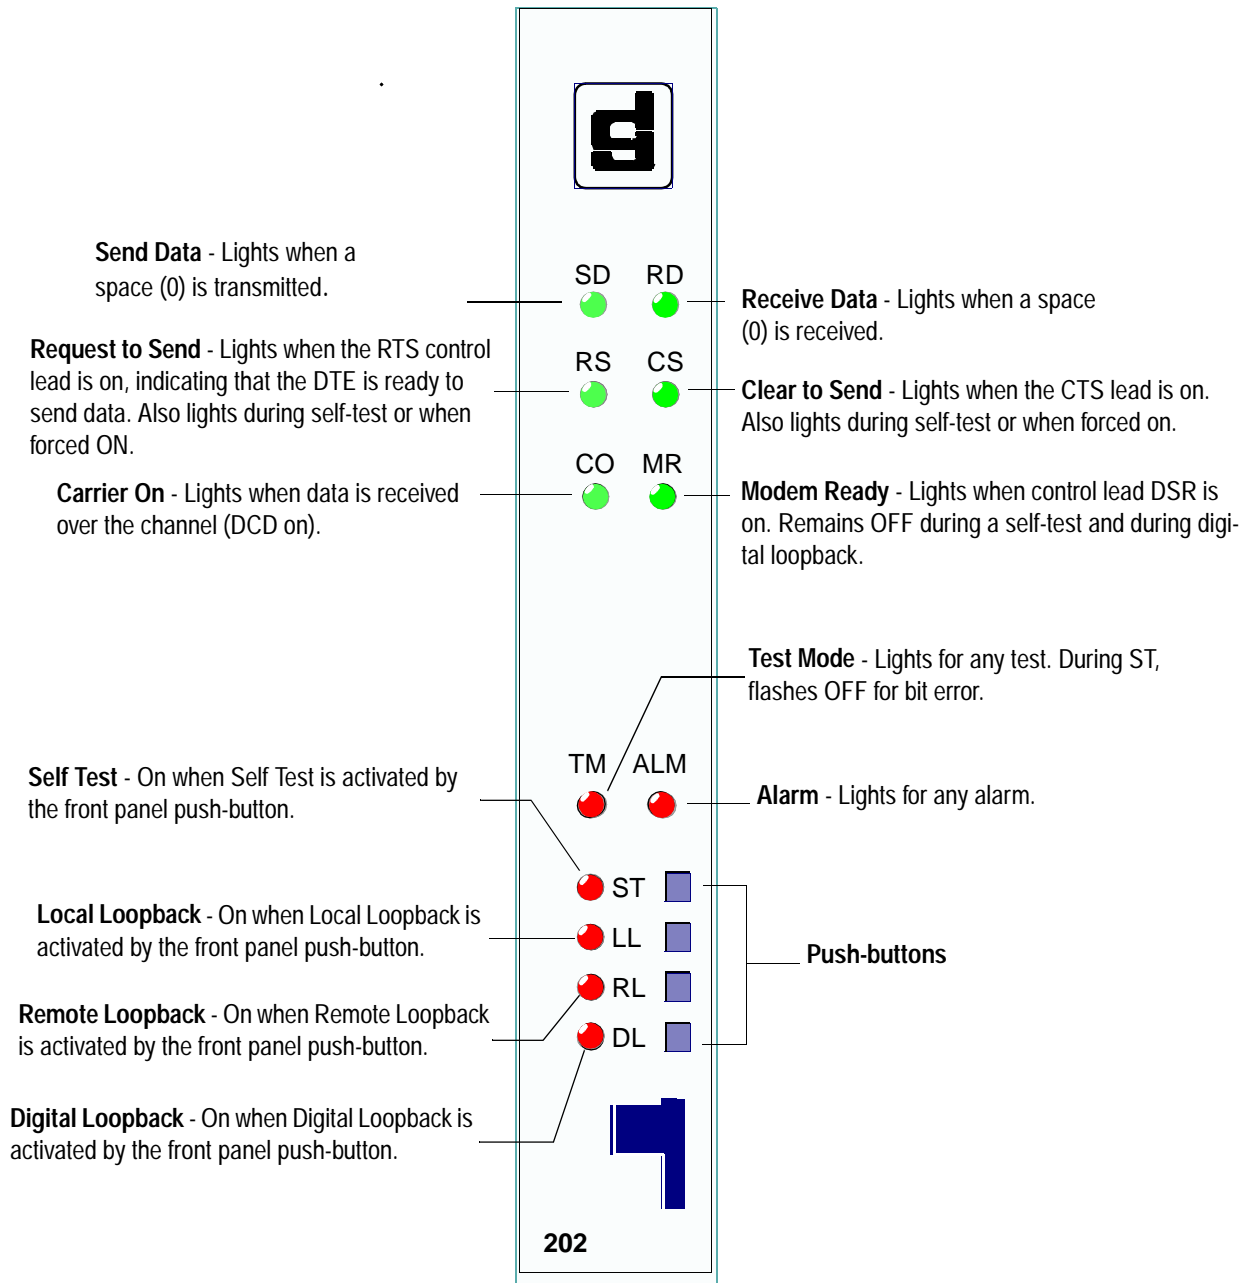 Send Data - Lights when a
space (0) is transmitted.
SD RD
Receive Data - Lights when a space
(0) is received.
Request to Send - Lights when the RTS control
lead is on, indicating that the DTE is ready to
send data. Also lights during self-test or when
forced ON.
RS CS
Clear to Send - Lights when the CTS lead is on.
Also lights during self-test or when forced on.
Carrier On - Lights when data is received
over the channel (DCD on).
CO MR
Modem Ready - Lights when control lead DSR is
on. Remains OFF during a self-test and during digi-
tal loopback.
Test Mode - Lights for any test. During ST,
flashes OFF for bit error.
TM ALM
Self Test - On when Self Test is activated by
the front panel push-button.
Alarm - Lights for any alarm.
ST
Local Loopback - On when Local Loopback is
activated by the front panel push-button.
LL
Push-buttons
RL
Remote Loopback - On when Remote Loopback
is activated by the front panel push-button.
DL
Digital Loopback - On when Digital Loopback is
activated by the front panel push-button.
202